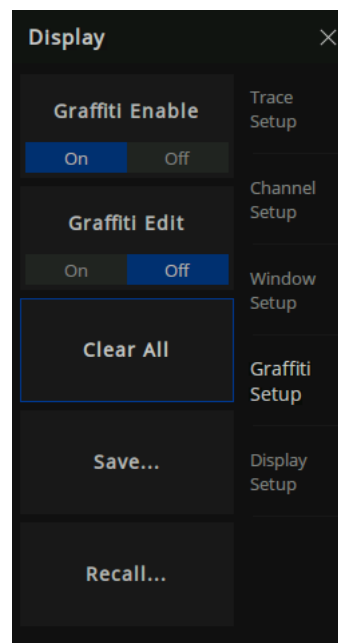 Display
Graffiti Enable
On Off
Graffiti Edit
On Off
Clear All
Save...
Recall...
Trace
Setup
Channel
Setup
Window
Setup
Graffiti
Setup
Display
Setup